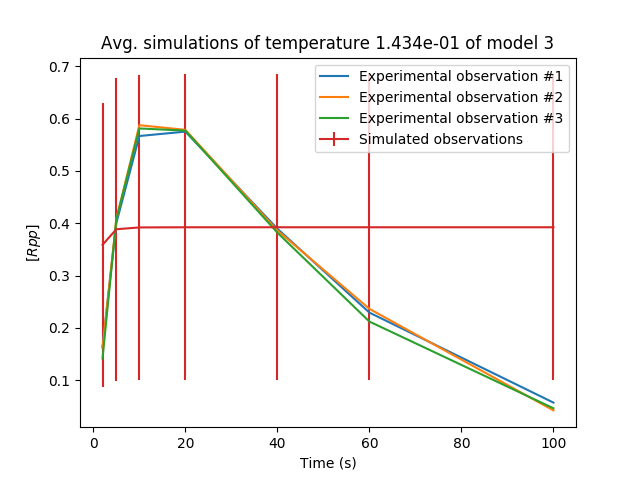 Avg. simulations of temperature 1.434e-01 of model 3
Experimental observation #1
Experimental observation #2
Experimental observation #3
Simulated observations
0.7
0.6
0.5
0.4
0.3
0.2
0.1
[Rpp]
0 20 40 60 80 100
Time (s)